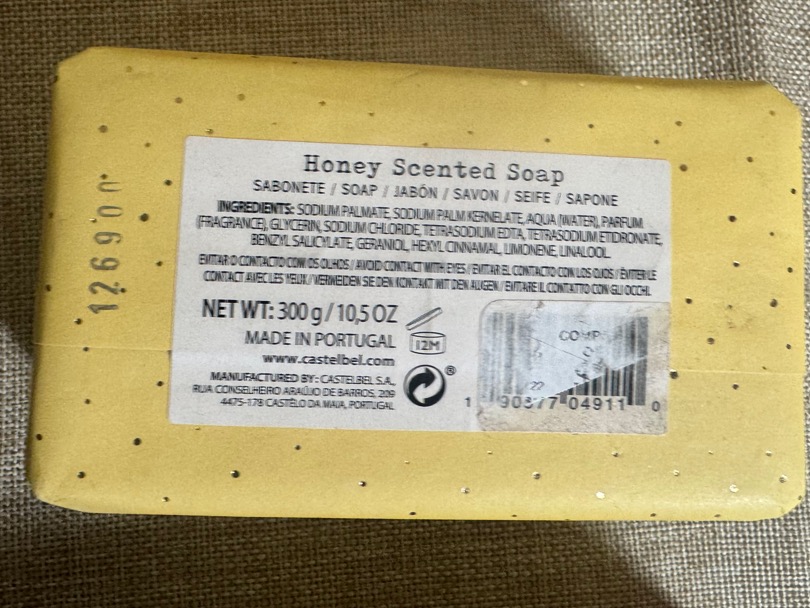 Honey Scented Soap
SABONETE / SOAP / JABÓN / SAVON / SEIFE / SAPONE
INGREDIENTS: SODIUM PALMATE, SODIUM PALM KERNELATE, AQUA (WATER), PARFUM
(FRAGRANCE), GLYCERIN, SODIUM CHLORIDE, TETRASODIUM EDTA, TETRASODIUM ETIDRONATE,
BENZYL SALICYLATE, GERANIOL, HEXYL CINNAMAL, LIMONENE, LINALOOL.
EVITAR O CONTACTO COM OS OLHOS / AVOID CONTACT WITH EYES / EVITAR EL CONTACTO CON LOS OJOS / ÉVITER LE
CONTACT AVEC LES YEUX / VERMEIDEN SIE DEN KONTAKT MIT DEN AUGEN / EVITARE IL CONTATTO CON GLI OCCHI.
NET WT: 300 g / 10,5 OZ
MADE IN PORTUGAL
www.castelbel.com
MANUFACTURED BY: CASTELBEL S.A.,
RUA CONSELHEIRO ARAÚJO DE BARROS, 209
4475-178 CASTÊLO DA MAIA, PORTUGAL
12M
®
COMP
1 90377 04911 0
126900